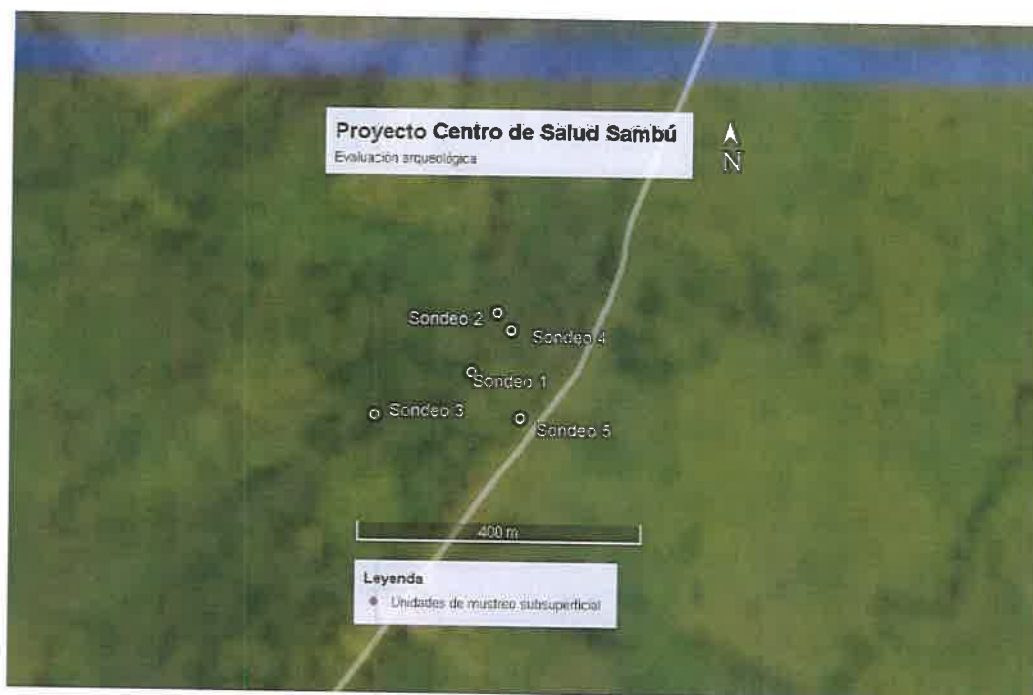 Proyecto Centro de Salud Sambú
Evaluación arqueológica
N
Sondeo 2
Sondeo 4
Sondeo 1
Sondeo 3
Sondeo 5
400 m
Leyenda
Unidades de mustreo subsuperficial